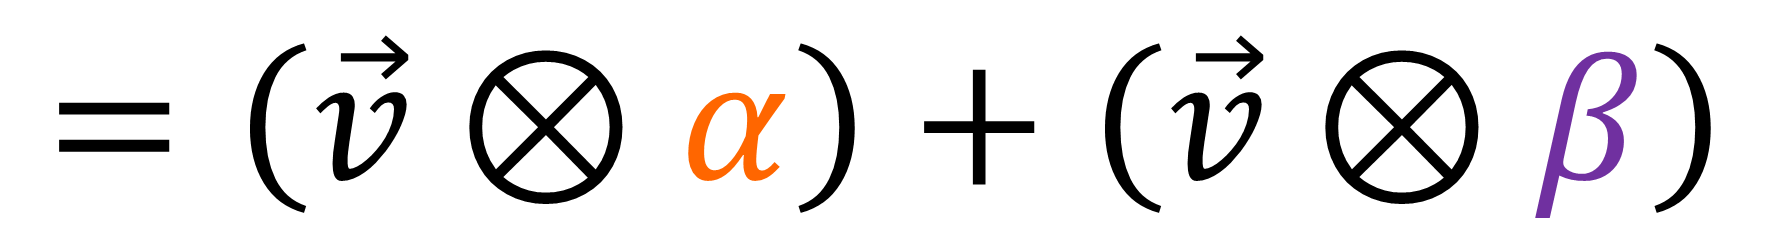 = (v⃗ ⊗ α) + (v⃗ ⊗ β)